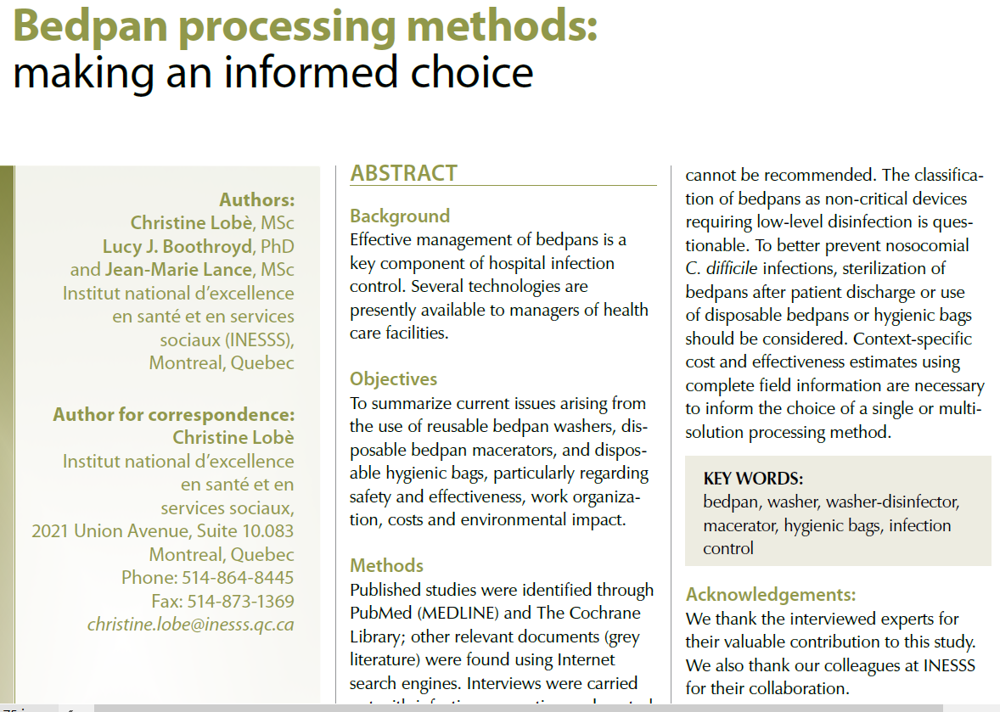 Bedpan processing methods:
making an informed choice
Authors:
Christine Lobè, MSc
Lucy J. Boothroyd, PhD
and Jean-Marie Lance, MSc
Institut national d'excellence
en santé et en services
sociaux (INESSS),
Montreal, Quebec
Author for correspondence:
Christine Lobè
Institut national d'excellence
en santé et en
services sociaux,
2021 Union Avenue, Suite 10.083
Montreal, Quebec
Phone: 514-864-8445
Fax: 514-873-1369
christine.lobe@inesss.qc.ca
ABSTRACT
Background
Effective management of bedpans is a
key component of hospital infection
control. Several technologies are
presently available to managers of health
care facilities.
Objectives
To summarize current issues arising from
the use of reusable bedpan washers, dis-
posable bedpan macerators, and dispos-
able hygienic bags, particularly regarding
safety and effectiveness, work organiza-
tion, costs and environmental impact.
Methods
Published studies were identified through
PubMed (MEDLINE) and The Cochrane
Library; other relevant documents (grey
literature) were found using Internet
search engines. Interviews were carried
cannot be recommended. The classifica-
tion of bedpans as non-critical devices
requiring low-level disinfection is ques-
tionable. To better prevent nosocomial
C. difficile infections, sterilization of
bedpans after patient discharge or use
of disposable bedpans or hygienic bags
should be considered. Context-specific
cost and effectiveness estimates using
complete field information are necessary
to inform the choice of a single or multi-
solution processing method.
KEY WORDS:
bedpan, washer, washer-disinfector,
macerator, hygienic bags, infection
control
Acknowledgements:
We thank the interviewed experts for
their valuable contribution to this study.
We also thank our colleagues at INESSS
for their collaboration.